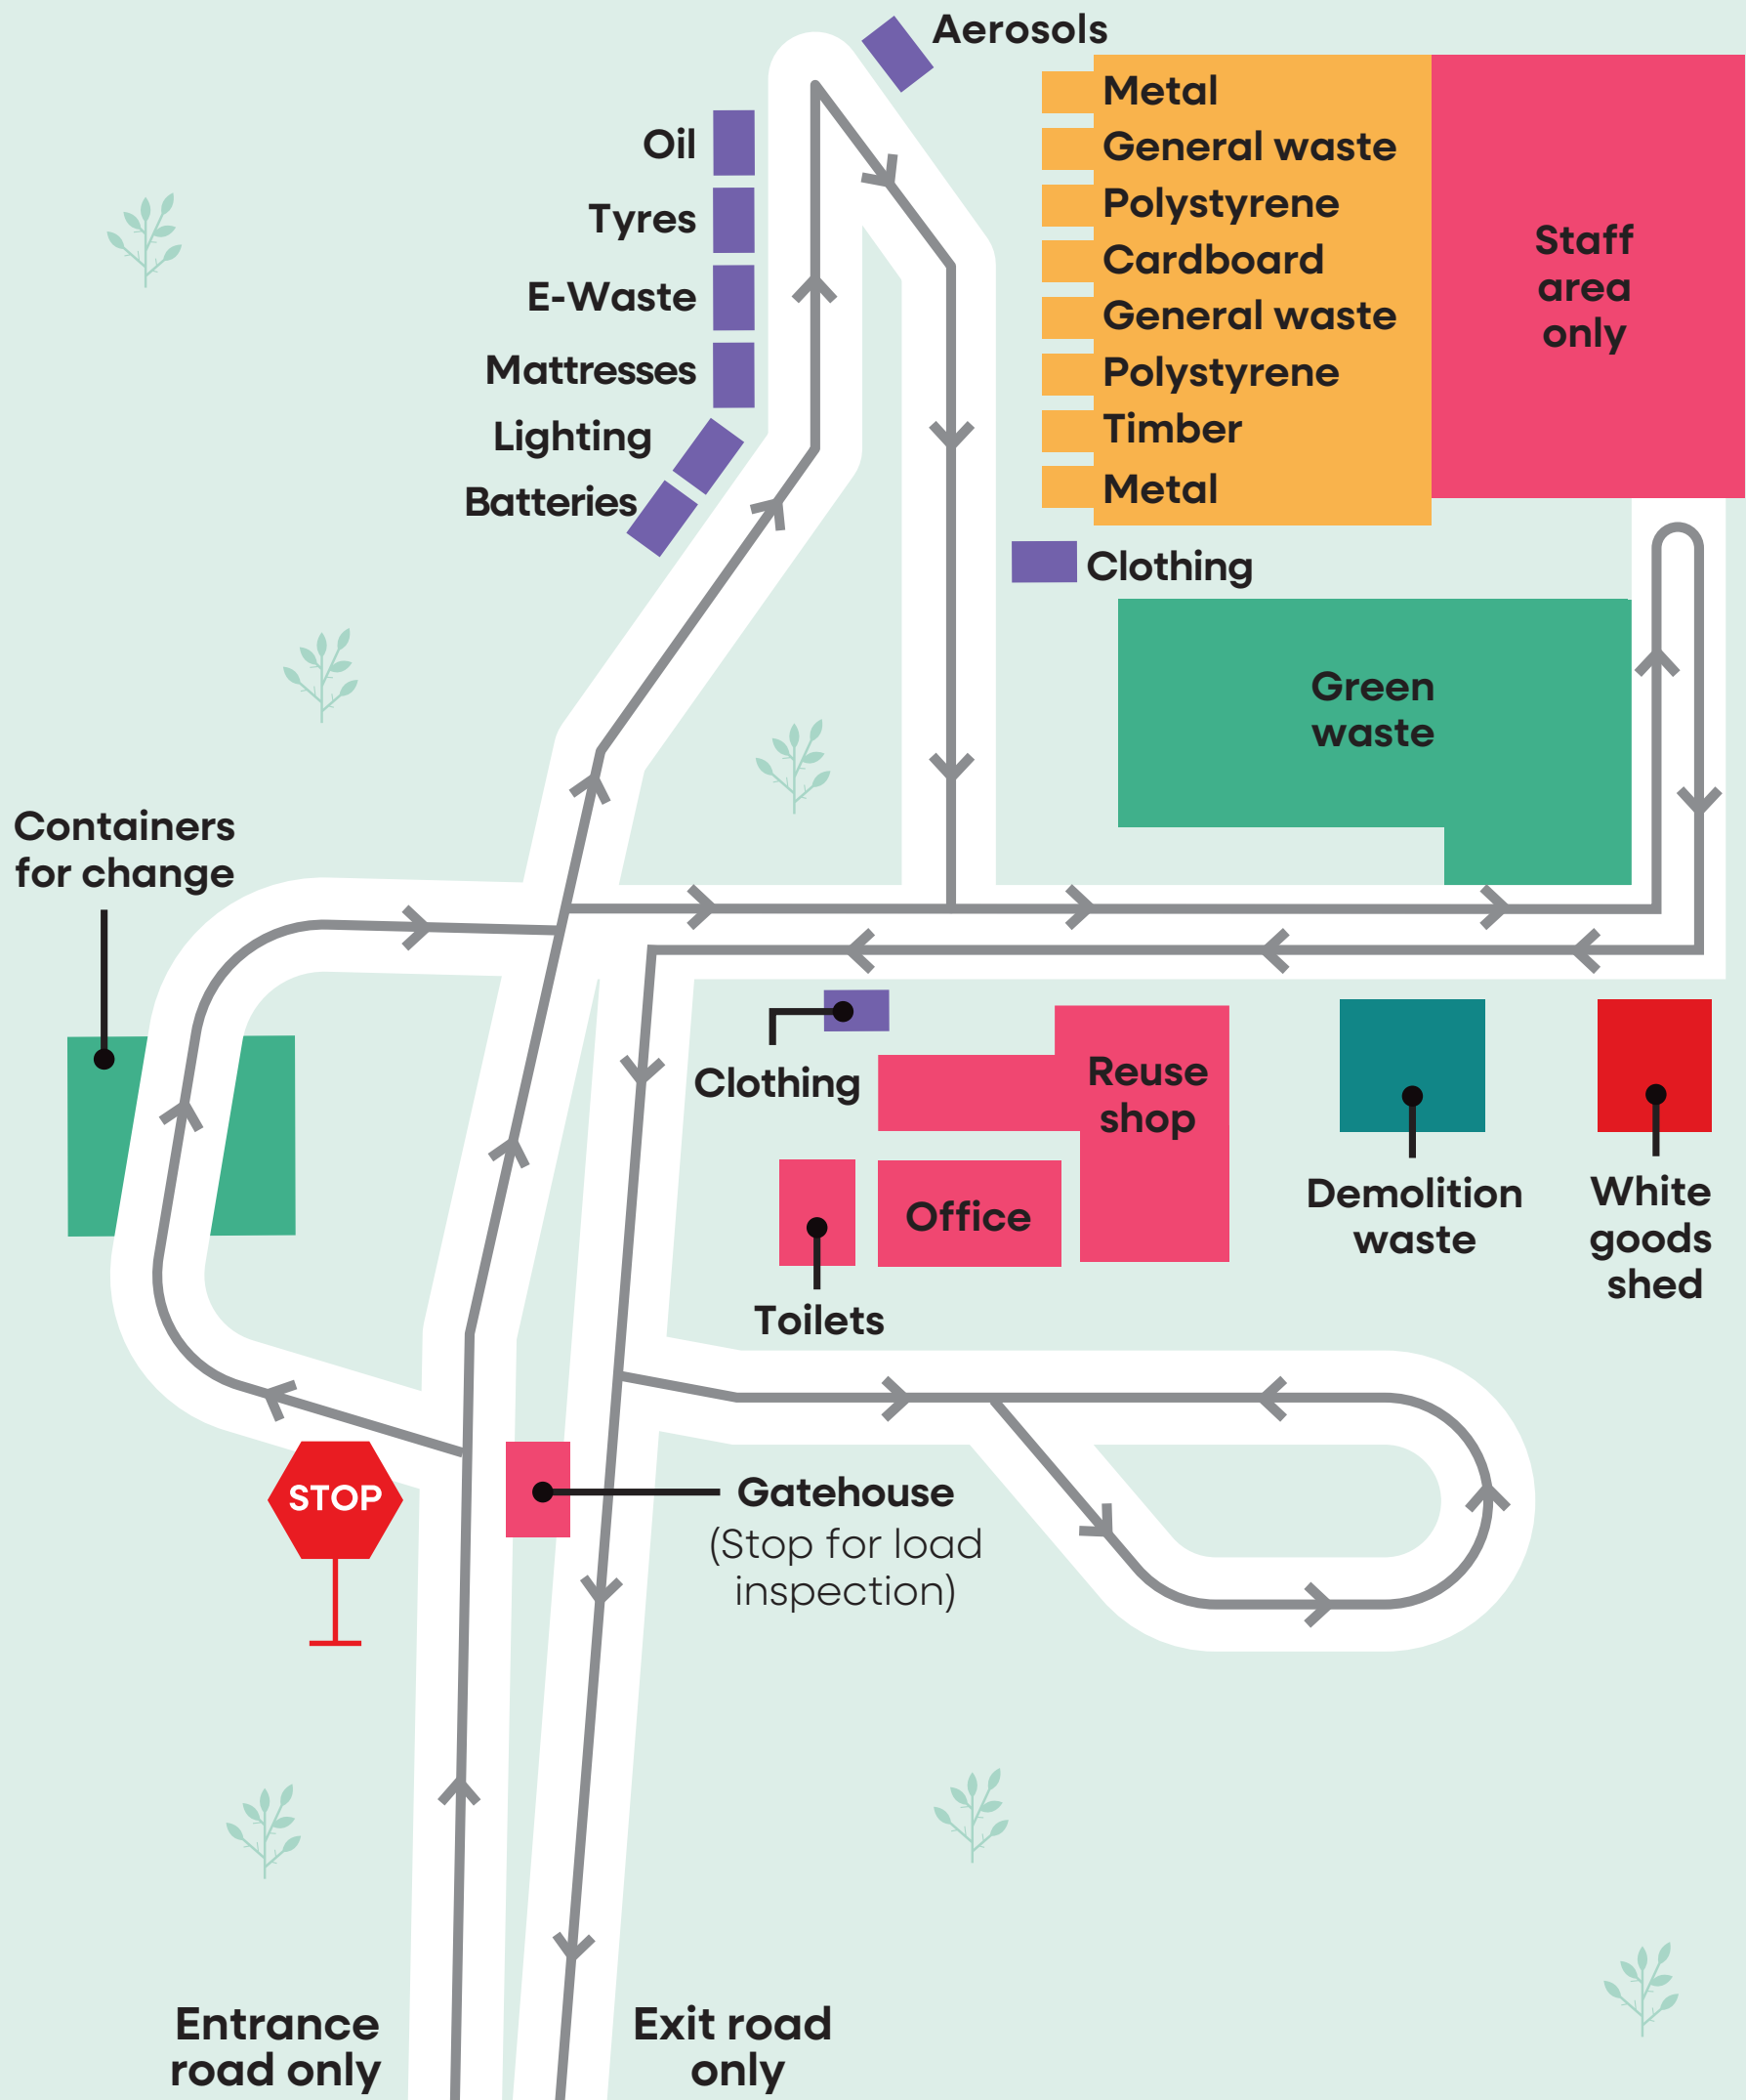 Aerosols
Oil
Tyres
E-Waste
Mattresses
Lighting
Batteries
Metal
General waste
Polystyrene
Cardboard
General waste
Polystyrene
Timber
Metal
Staff
area
only
Clothing
Green
waste
Containers
for change
Clothing
Reuse
shop
Office
Toilets
Demolition
waste
White
goods
shed
STOP
Gatehouse
(Stop for load
inspection)
Entrance
road only
Exit road
only